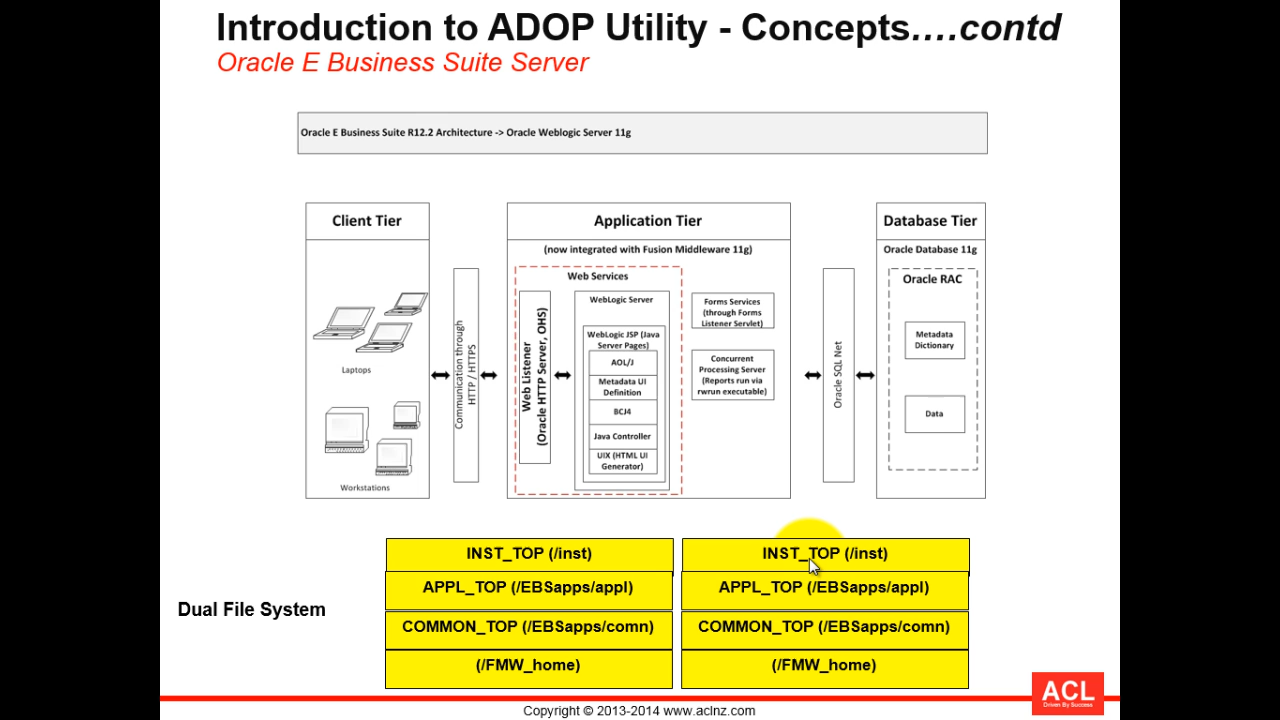 Introduction to ADOP Utility - Concepts….contd
Oracle E Business Suite Server
Oracle E Business Suite R12.2 Architecture -> Oracle Weblogic Server 11g
Client Tier
Laptops
Workstations
Communication through
HTTP / HTTPS
Application Tier
(now integrated with Fusion Middleware 11g)
Web Services
Web Listener
(Oracle HTTP Server, OHS)
WebLogic Server
WebLogic JSP (Java
Server Pages)
AOL/J
Metadata UI
Definition
BCJ4
Java Controller
UIX (HTML UI
Generator)
Forms Services
(through Forms
Listener Servlet)
Concurrent
Processing Server
(Reports run via
rwrun executable)
Oracle SQL Net
Database Tier
Oracle Database 11g
Oracle RAC
Metadata
Dictionary
Data
Dual File System
INST_TOP (/inst)
APPL_TOP (/EBSapps/appl)
COMMON_TOP (/EBSapps/comn)
(/FMW_home)
INST_TOP (/inst)
APPL_TOP (/EBSapps/appl)
COMMON_TOP (/EBSapps/comn)
(/FMW_home)
ACL
Driven By Success
Copyright © 2013-2014 www.aclnz.com